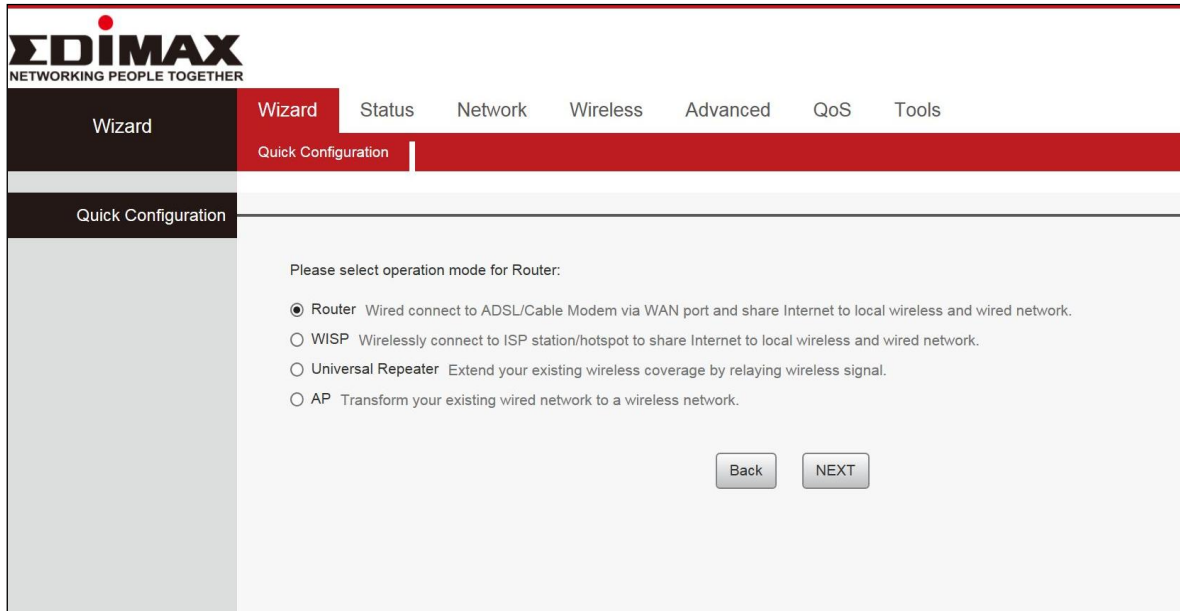 EDIMAX
NETWORKING PEOPLE TOGETHER
Wizard
Wizard Status Network Wireless Advanced QoS Tools
Quick Configuration
Quick Configuration
Please select operation mode for Router:
Router Wired connect to ADSL/Cable Modem via WAN port and share Internet to local wireless and wired network.
WISP Wirelessly connect to ISP station/hotspot to share Internet to local wireless and wired network.
Universal Repeater Extend your existing wireless coverage by relaying wireless signal.
AP Transform your existing wired network to a wireless network.
Back NEXT